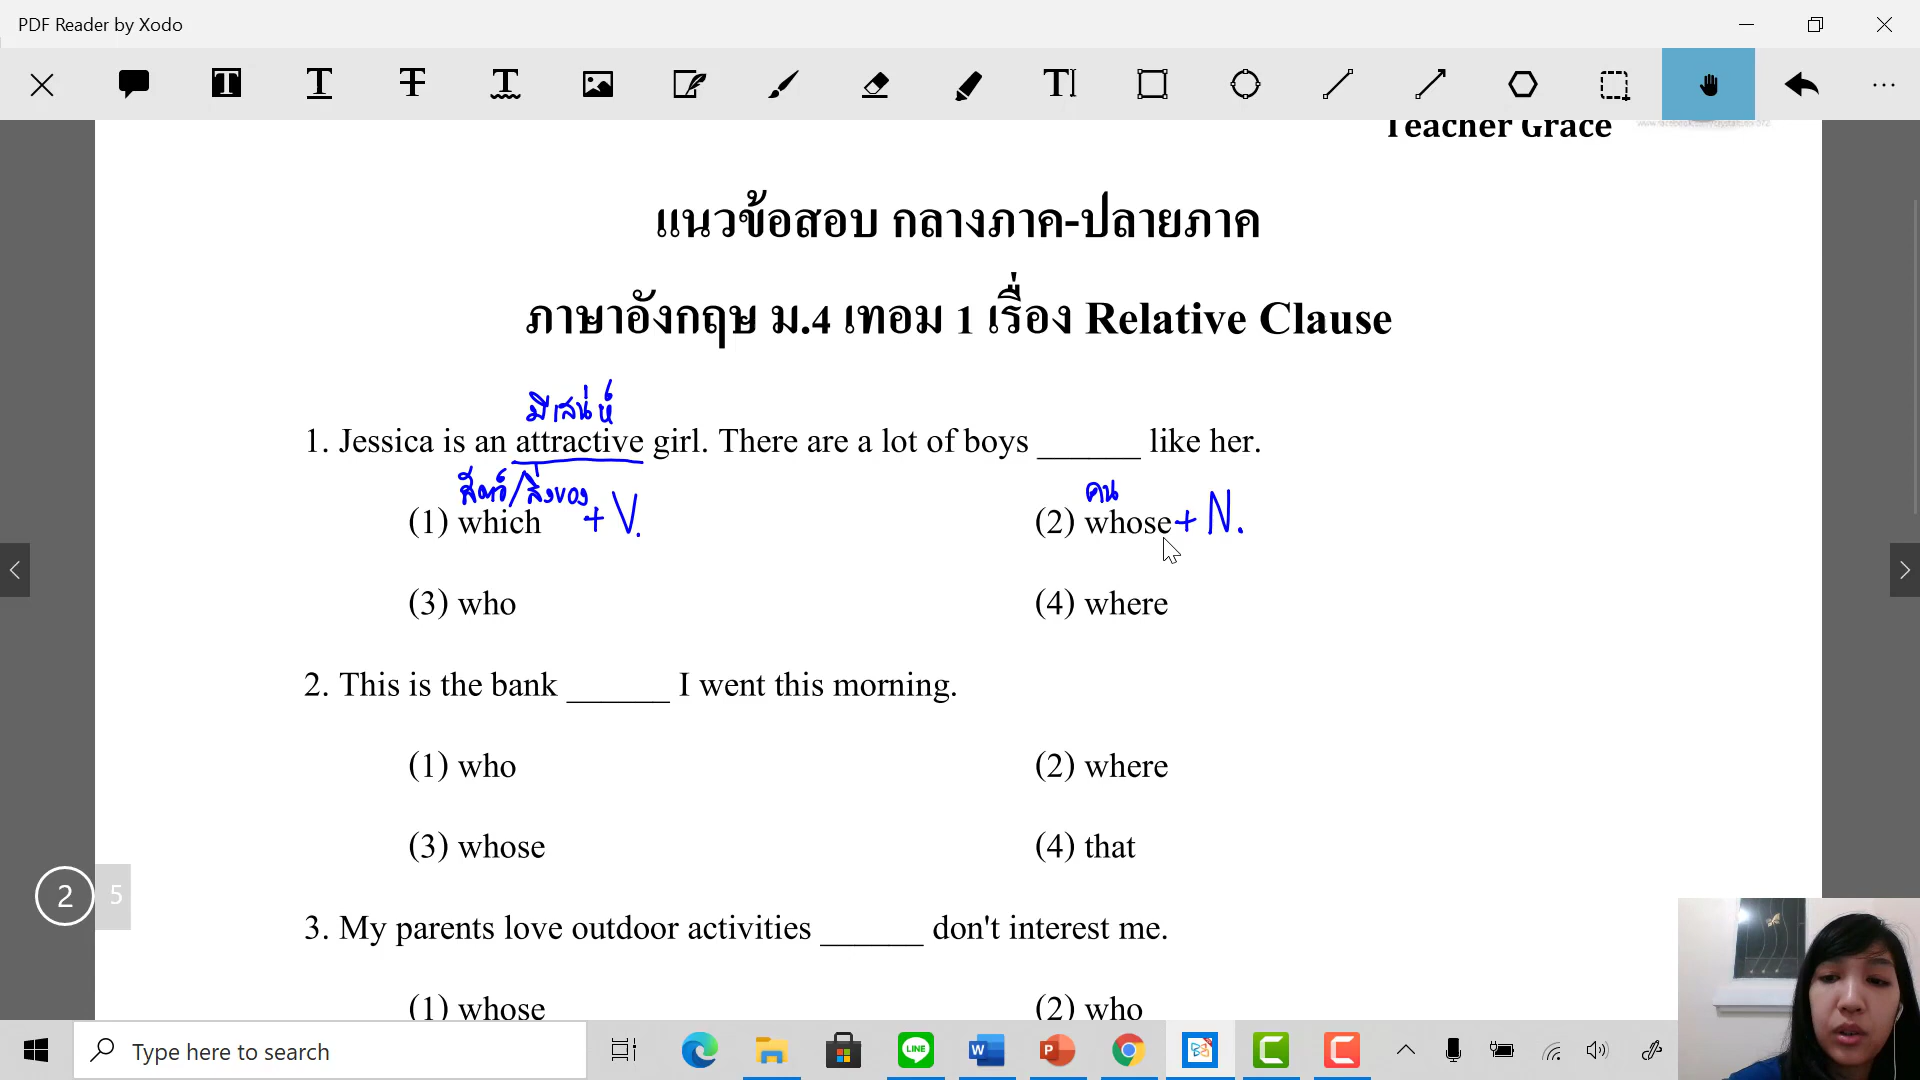 PDF Reader by Xodo
Teacher Grace
แนวข้อสอบ กลางภาค-ปลายภาค
ภาษาอังกฤษ ม.4 เทอม 1 เรื่อง Relative Clause
มีเสน่ห์
1. Jessica is an attractive girl. There are a lot of boys ______ like her.
สัตว์/สิ่งของ
คน
(1) which + V.
(2) whose + N.
(3) who
(4) where
2. This is the bank ______ I went this morning.
(1) who
(2) where
(3) whose
(4) that
3. My parents love outdoor activities ______ don't interest me.
(1) whose
(2) who
2
5
Type here to search